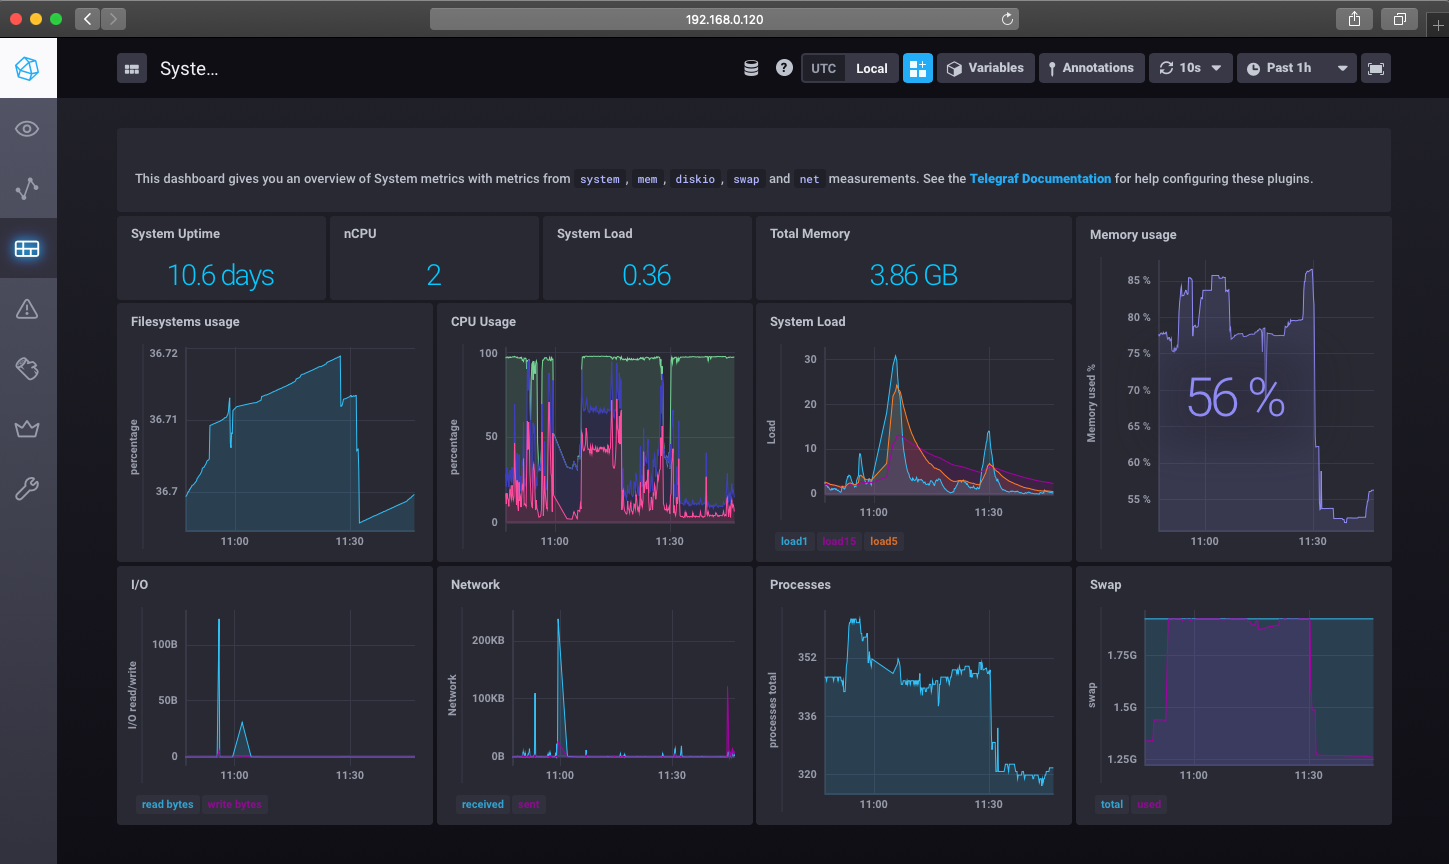 192.168.0.120
Syste...
UTC Local Variables Annotations 10s Past 1h
This dashboard gives you an overview of System metrics with metrics from system , mem , diskio , swap and net measurements. See the Telegraf Documentation for help configuring these plugins.
System Uptime
10.6 days
nCPU
2
System Load
0.36
Total Memory
3.86 GB
Memory usage
Memory used %
85 %
80 %
75 %
70 %
65 %
60 %
55 %
56 %
11:00 11:30
Filesystems usage
percentage
36.72
36.71
36.7
11:00 11:30
CPU Usage
percentage
100
50
0
11:00 11:30
System Load
Load
30
20
10
0
11:00 11:30
load1 load15 load5
I/O
I/O read/write
100B
50B
0
11:00 11:30
read bytes write bytes
Network
Network
200KB
100KB
0B
11:00 11:30
received sent
Processes
processes total
352
336
320
11:00 11:30
Swap
swap
1.75G
1.5G
1.25G
11:00 11:30
total used